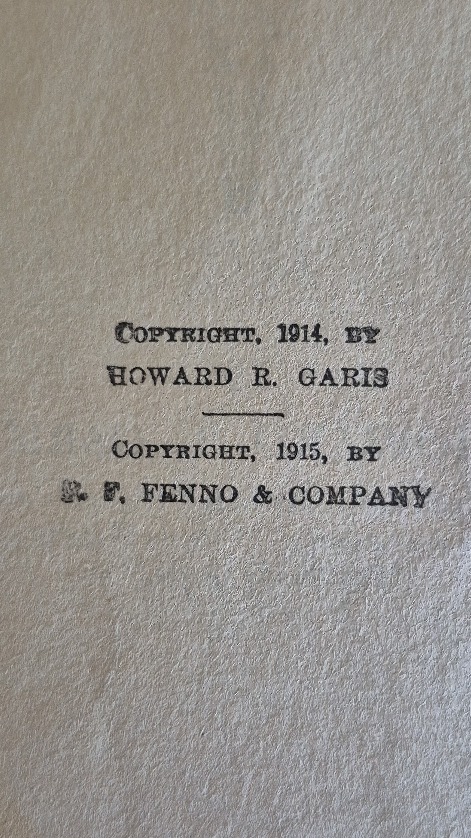 COPYRIGHT, 1914, BY
HOWARD R. GARIS
COPYRIGHT, 1915, BY
R. F. FENNO & COMPANY